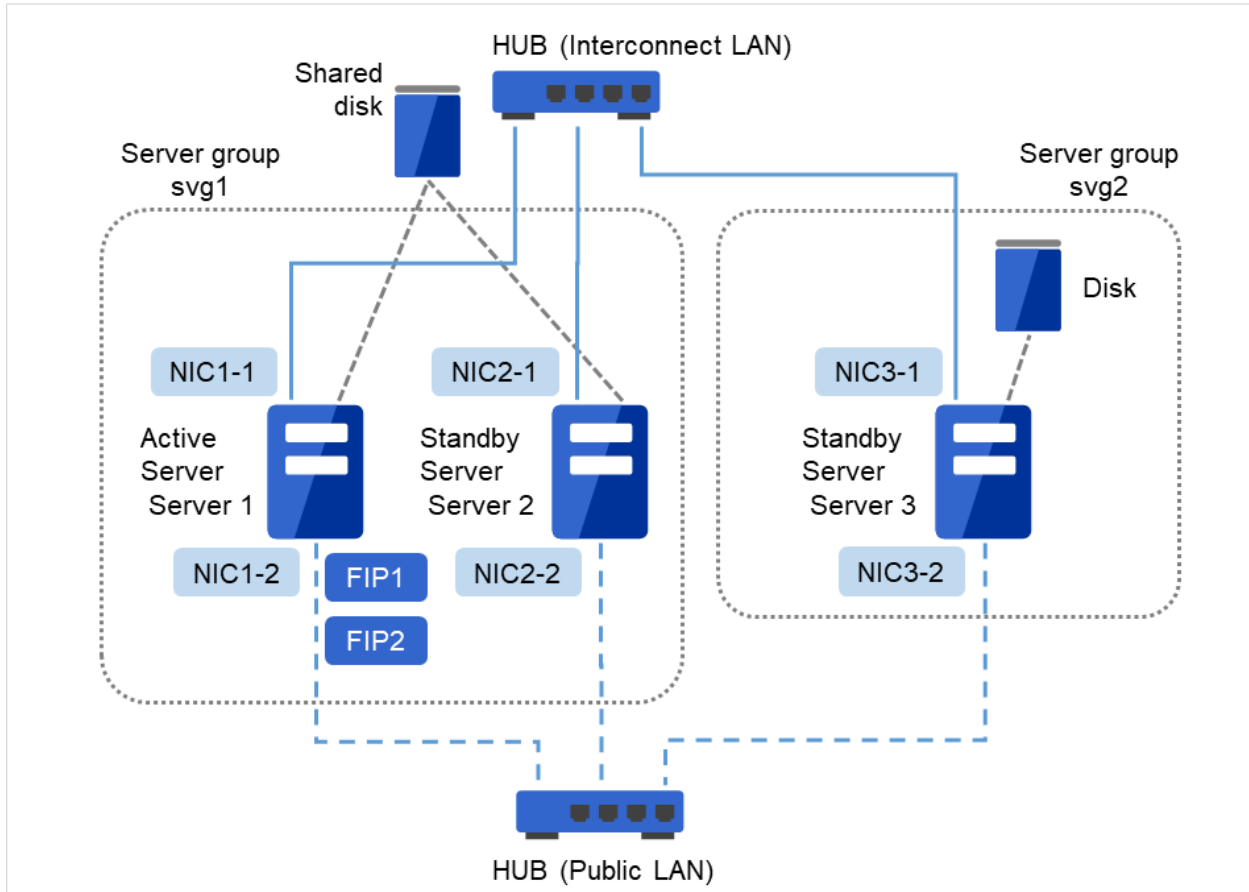 HUB (Interconnect LAN)
Shared
disk
Server group
svg1
Server group
svg2
Disk
NIC1-1
NIC2-1
NIC3-1
Active
Server
Server 1
Standby
Server
Server 2
Standby
Server
Server 3
NIC1-2
FIP1
NIC2-2
NIC3-2
FIP2
HUB (Public LAN)